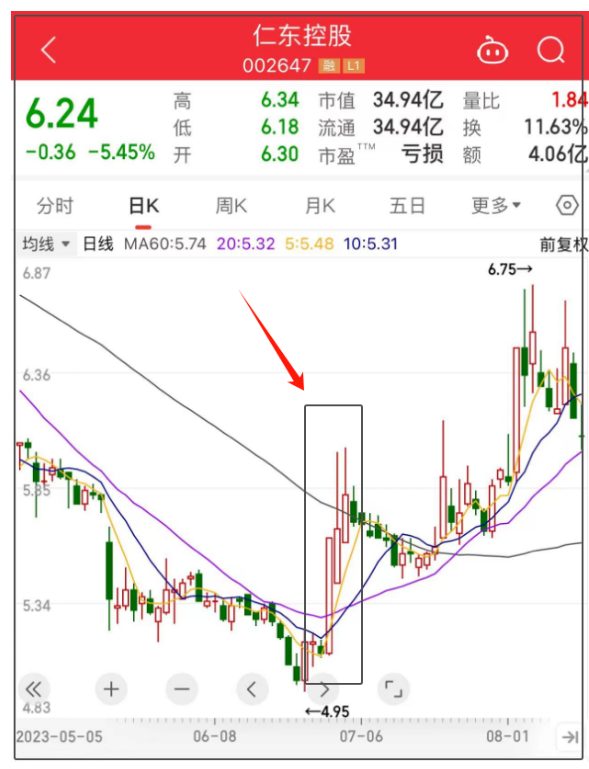 仁东控股
002647 融 L1
6.24
-0.36 -5.45%
高 6.34 市值 34.94亿 量比 1.84
低 6.18 流通 34.94亿 换 11.63%
开 6.30 市盈TTM 亏损 额 4.06亿
分时 日K 周K 月K 五日 更多
均线 日线 MA60:5.74 20:5.32 5:5.48 10:5.31 前复权
6.87
6.75→
6.36
5.85
5.34
4.83
←4.95
2023-05-05 06-08 07-06 08-01